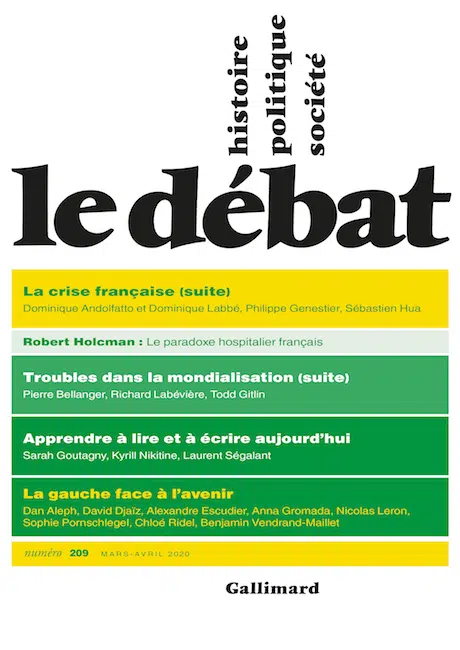 histoire
politique
société
le débat
La crise française (suite)
Dominique Andolfatto et Dominique Labbé, Philippe Genestier, Sébastien Hua
Robert Holcman : Le paradoxe hospitalier français
Troubles dans la mondialisation (suite)
Pierre Bellanger, Richard Labévière, Todd Gitlin
Apprendre à lire et à écrire aujourd'hui
Sarah Goutagny, Kyrill Nikitine, Laurent Ségalant
La gauche face à l'avenir
Dan Aleph, David Djaïz, Alexandre Escudier, Anna Gromada, Nicolas Leron,
Sophie Pornschlegel, Chloé Ridel, Benjamin Vendrand-Maillet
numéro 209 MARS-AVRIL 2020
Gallimard